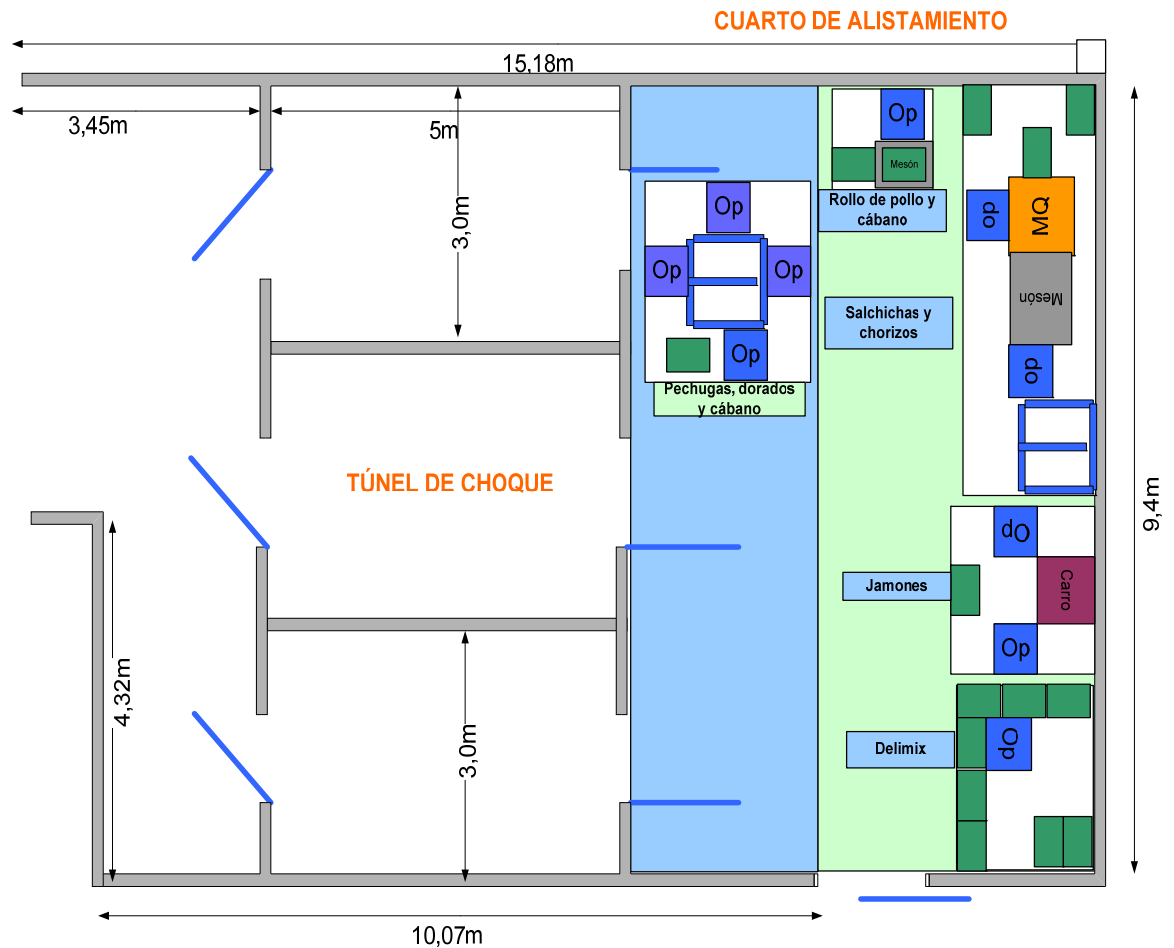 CUARTO DE ALISTAMIENTO
15,18m
3,45m
5m
3,0m
Op
Mesón
Rollo de pollo y
cábano
Op
MQ
Op
Op
Op
Mesón
Salchichas y
chorizos
Op
Op
Pechugas, dorados
y cábano
TÚNEL DE CHOQUE
9,4m
Op
Jamones
Carro
Op
4,32m
3,0m
Delimix
Op
10,07m